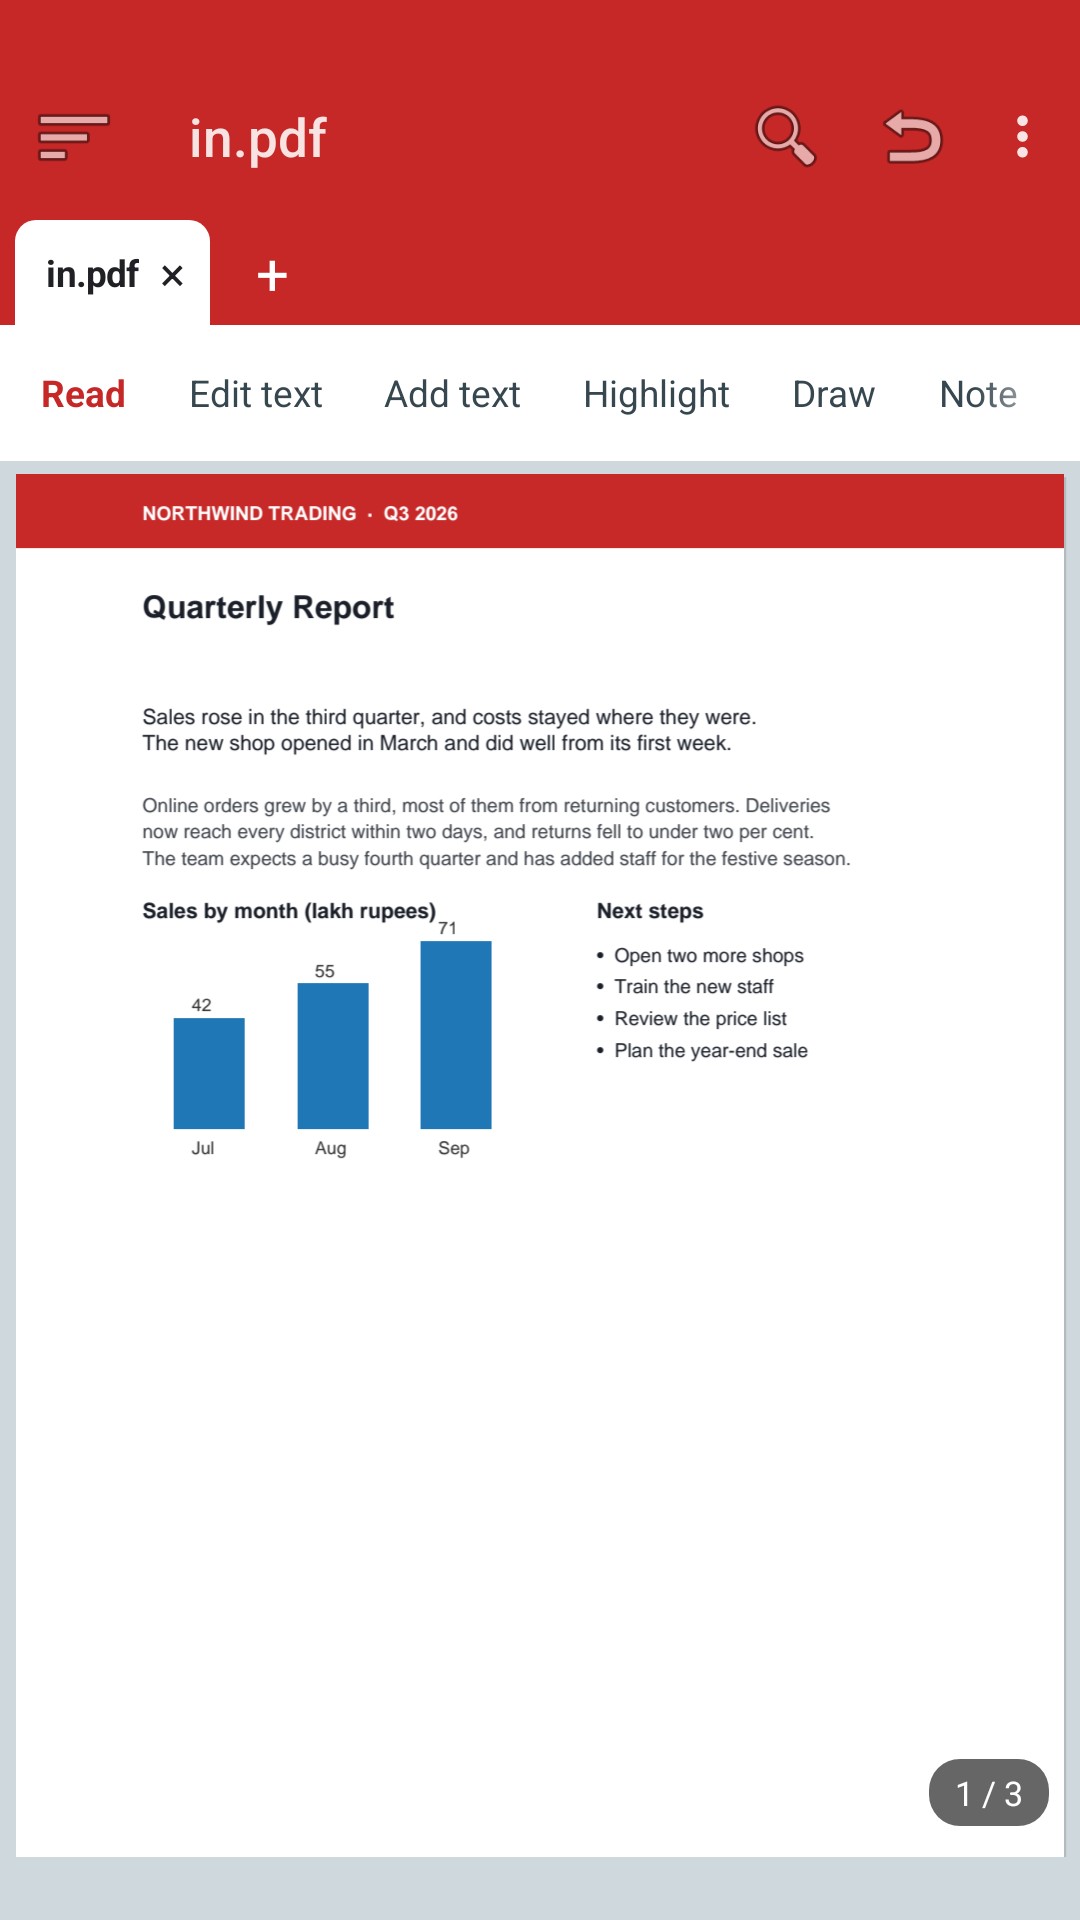 in.pdf
in.pdf ×
+
Read Edit text Add text Highlight Draw Note
NORTHWIND TRADING · Q3 2026
Quarterly Report
Sales rose in the third quarter, and costs stayed where they were.
The new shop opened in March and did well from its first week.
Online orders grew by a third, most of them from returning customers. Deliveries
now reach every district within two days, and returns fell to under two per cent.
The team expects a busy fourth quarter and has added staff for the festive season.
Sales by month (lakh rupees)
71
55
42
Jul Aug Sep
Next steps
• Open two more shops
• Train the new staff
• Review the price list
• Plan the year-end sale
1 / 3